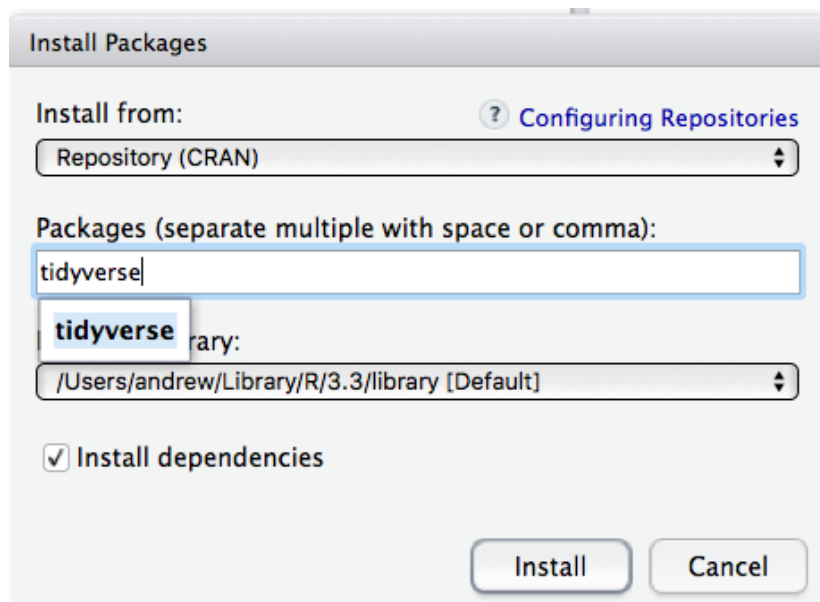 Install Packages
Install from:
? Configuring Repositories
Repository (CRAN)
Packages (separate multiple with space or comma):
tidyverse
tidyverse
rary:
/Users/andrew/Library/R/3.3/library [Default]
Install dependencies
Install
Cancel